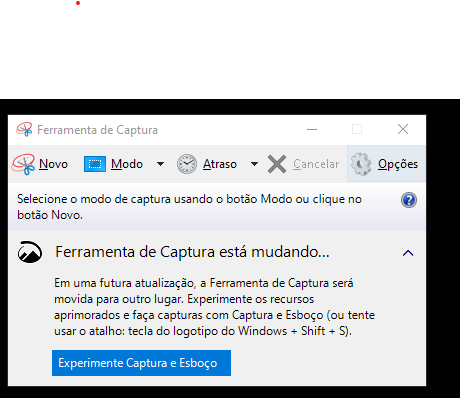 Ferramenta de Captura
Novo Modo Atraso Cancelar Opções
Selecione o modo de captura usando o botão Modo ou clique no
botão Novo.
Ferramenta de Captura está mudando...
Em uma futura atualização, a Ferramenta de Captura será
movida para outro lugar. Experimente os recursos
aprimorados e faça capturas com Captura e Esboço (ou tente
usar o atalho: tecla do logotipo do Windows + Shift + S).
Experimente Captura e Esboço